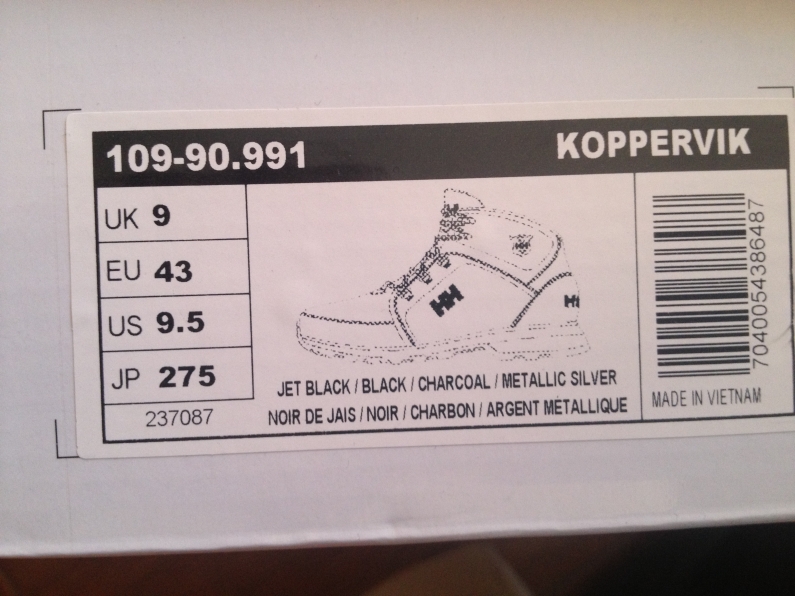 109-90.991 KOPPERVIK
UK 9
EU 43
US 9.5
JP 275
237087
HH
JET BLACK / BLACK / CHARCOAL / METALLIC SILVER
NOIR DE JAIS / NOIR / CHARBON / ARGENT MÉTALLIQUE
7040054386487
MADE IN VIETNAM